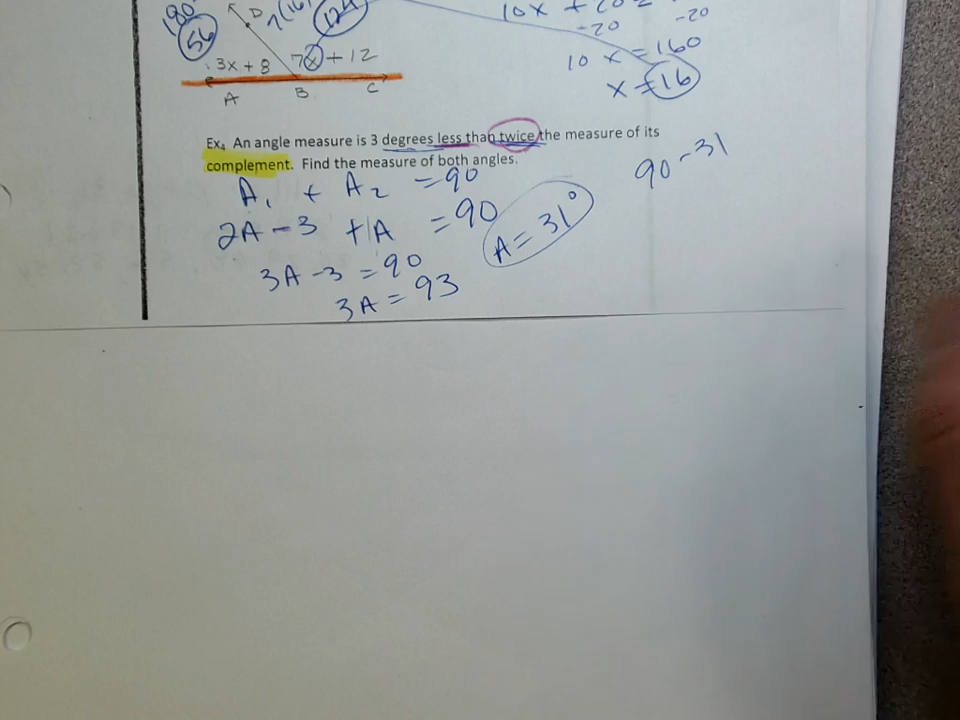 180-
56
D
7(16)
124
10x + 20 =
-20 -20
10 x = 160
x = 16
3x + 8 7x + 12
A B C
Ex4 An angle measure is 3 degrees less than twice the measure of its
complement. Find the measure of both angles.
A1 + A2 = 90
90 - 31
2A - 3 + A = 90
A = 31°
3A - 3 = 90
3A = 93